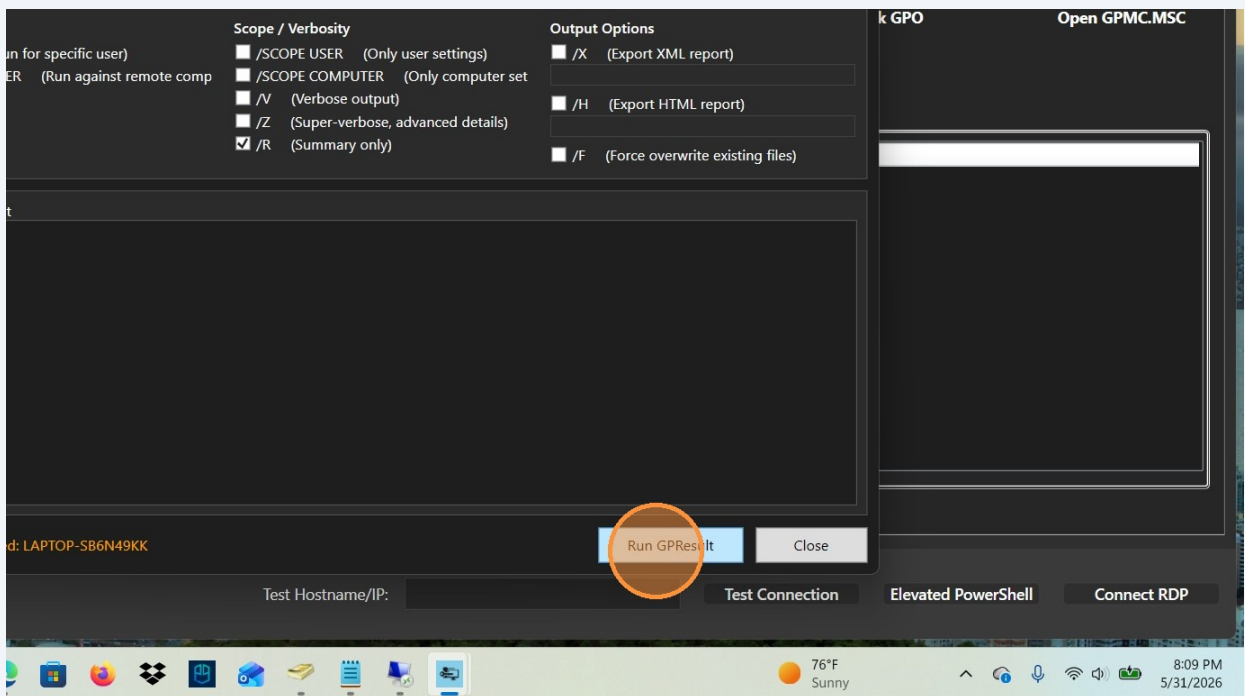 k GPO Open GPMC.MSC
Scope / Verbosity Output Options
un for specific user) /SCOPE USER (Only user settings) /X (Export XML report)
ER (Run against remote comp /SCOPE COMPUTER (Only computer set
/V (Verbose output) /H (Export HTML report)
/Z (Super-verbose, advanced details)
/R (Summary only) /F (Force overwrite existing files)
t
ed: LAPTOP-SB6N49KK Run GPResult Close
Test Hostname/IP: Test Connection Elevated PowerShell Connect RDP
76°F 8:09 PM
Sunny 5/31/2026